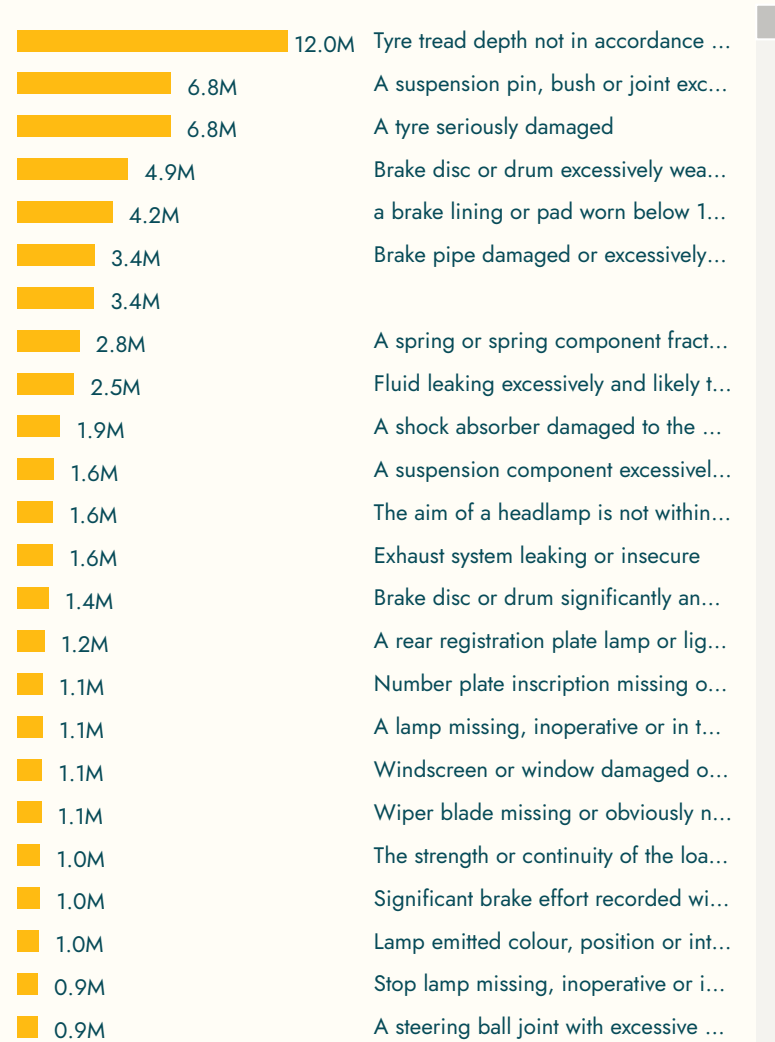 12.0M Tyre tread depth not in accordance ...
6.8M A suspension pin, bush or joint exc...
6.8M A tyre seriously damaged
4.9M Brake disc or drum excessively wea...
4.2M a brake lining or pad worn below 1...
3.4M Brake pipe damaged or excessively...
3.4M
2.8M A spring or spring component fract...
2.5M Fluid leaking excessively and likely t...
1.9M A shock absorber damaged to the ...
1.6M A suspension component excessivel...
1.6M The aim of a headlamp is not within...
1.6M Exhaust system leaking or insecure
1.4M Brake disc or drum significantly an...
1.2M A rear registration plate lamp or lig...
1.1M Number plate inscription missing o...
1.1M A lamp missing, inoperative or in t...
1.1M Windscreen or window damaged o...
1.1M Wiper blade missing or obviously n...
1.0M The strength or continuity of the loa...
1.0M Significant brake effort recorded wi...
1.0M Lamp emitted colour, position or int...
0.9M Stop lamp missing, inoperative or i...
0.9M A steering ball joint with excessive ...